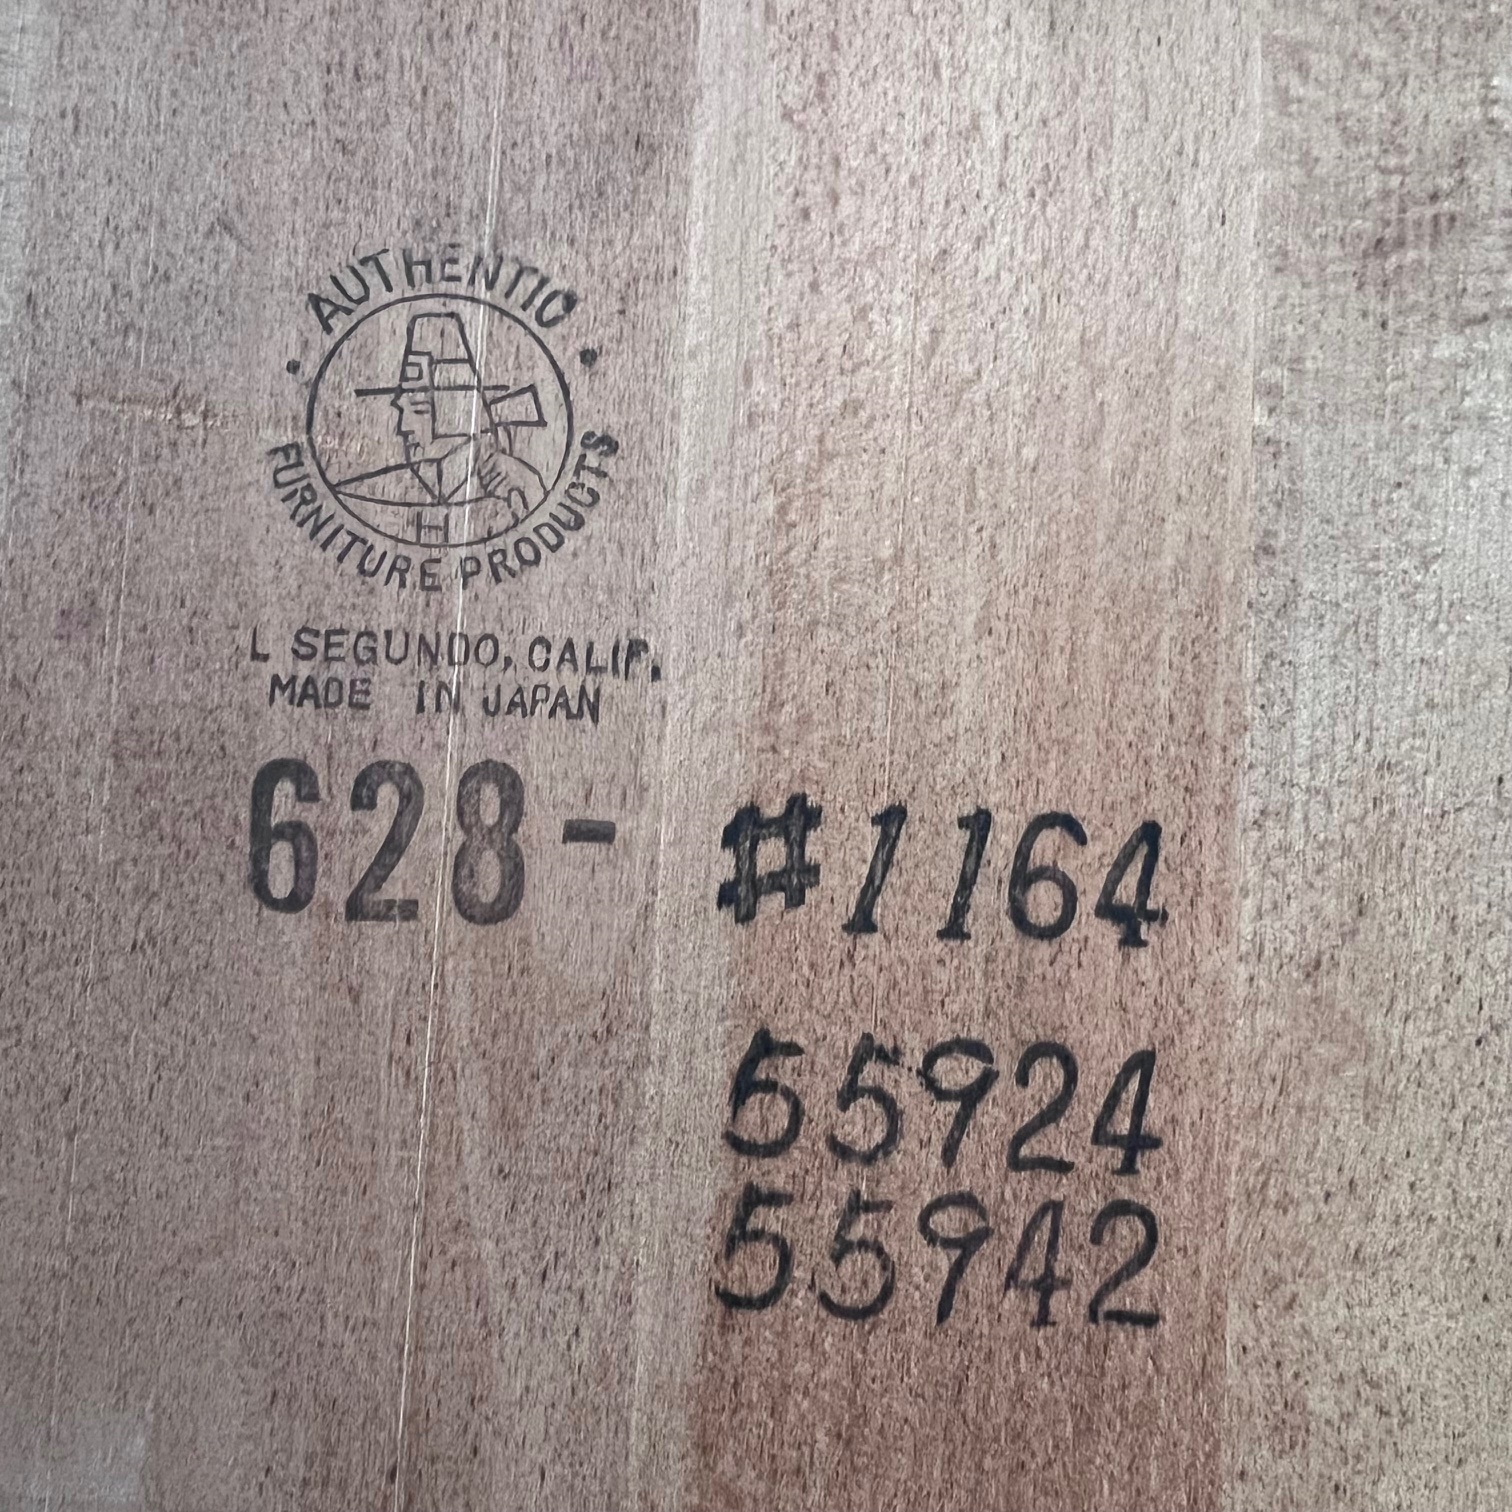 AUTHENTIC
H
FURNITURE PRODUCTS
L SEGUNDO, CALIF.
MADE IN JAPAN
628- #1164
55924
55942